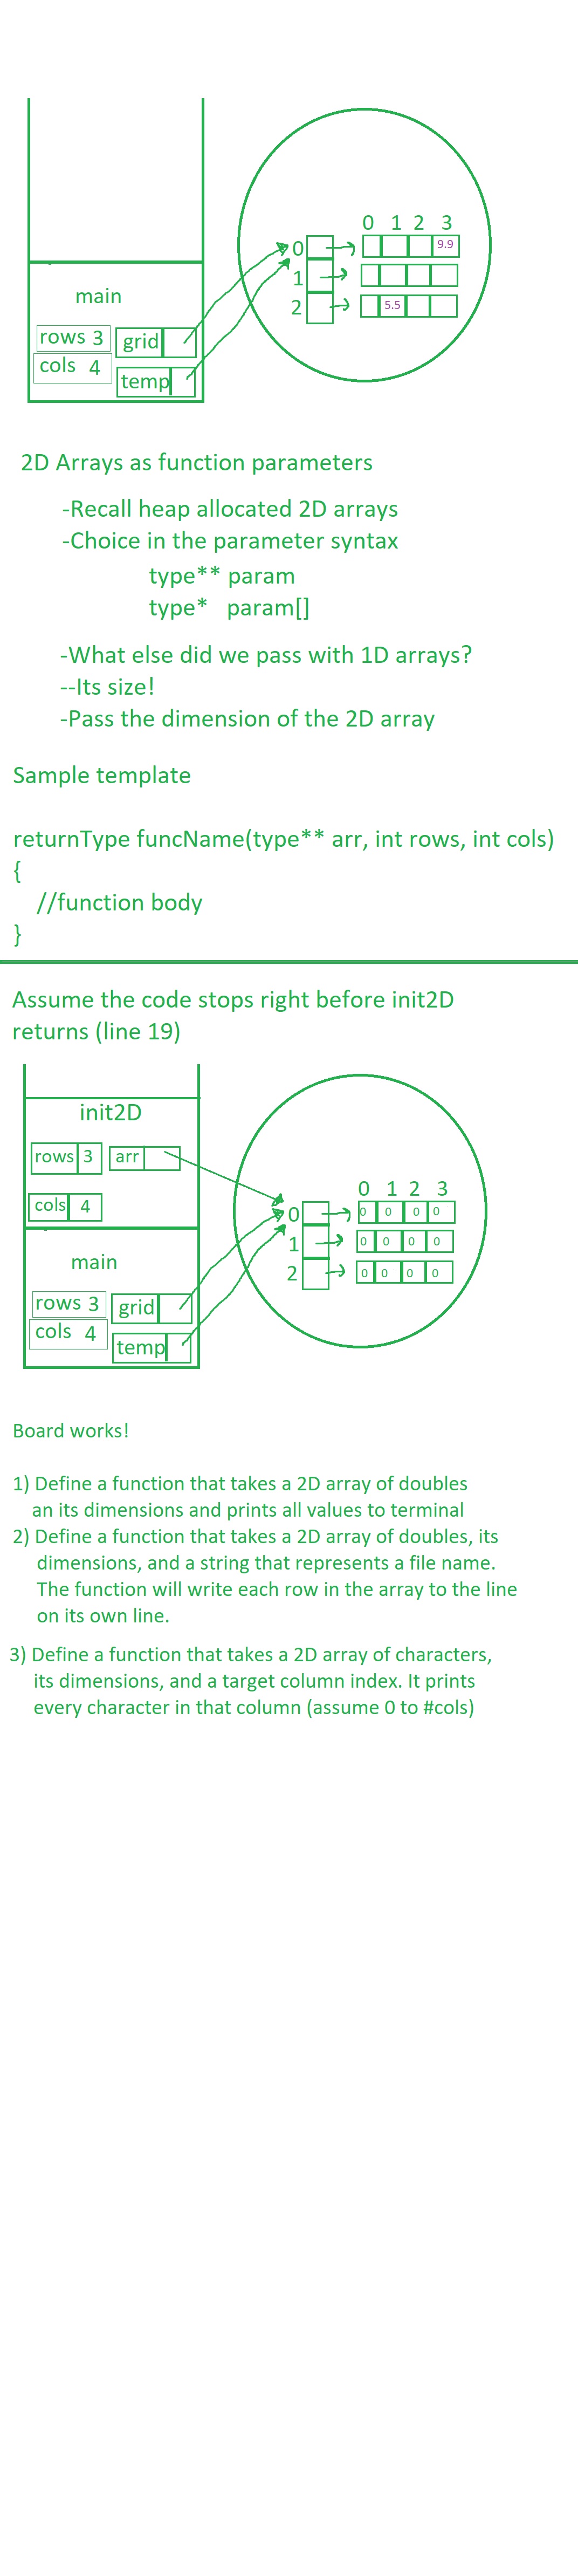 0 1 2 3
0 9.9
1
2 5.5
main
rows 3 grid
cols 4 temp
2D Arrays as function parameters
-Recall heap allocated 2D arrays
-Choice in the parameter syntax
type** param
type* param[]
-What else did we pass with 1D arrays?
--Its size!
-Pass the dimension of the 2D array
Sample template
returnType funcName(type** arr, int rows, int cols)
{
//function body
}
Assume the code stops right before init2D
returns (line 19)
init2D
rows 3 arr
cols 4
0 1 2 3
0 0 0 0 0
1 0 0 0 0
2 0 0 0 0
main
rows 3 grid
cols 4 temp
Board works!
1) Define a function that takes a 2D array of doubles
an its dimensions and prints all values to terminal
2) Define a function that takes a 2D array of doubles, its
dimensions, and a string that represents a file name.
The function will write each row in the array to the line
on its own line.
3) Define a function that takes a 2D array of characters,
its dimensions, and a target column index. It prints
every character in that column (assume 0 to #cols)